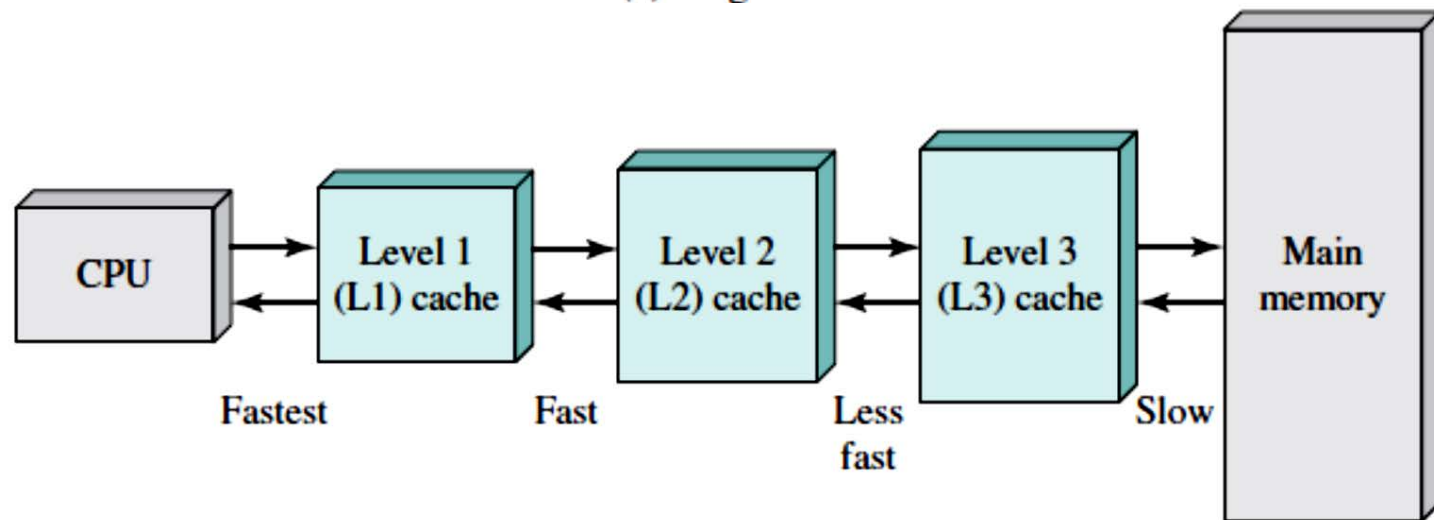 CPU
Level 1
(L1) cache
Level 2
(L2) cache
Level 3
(L3) cache
Main
memory
Fastest
Fast
Less
fast
Slow